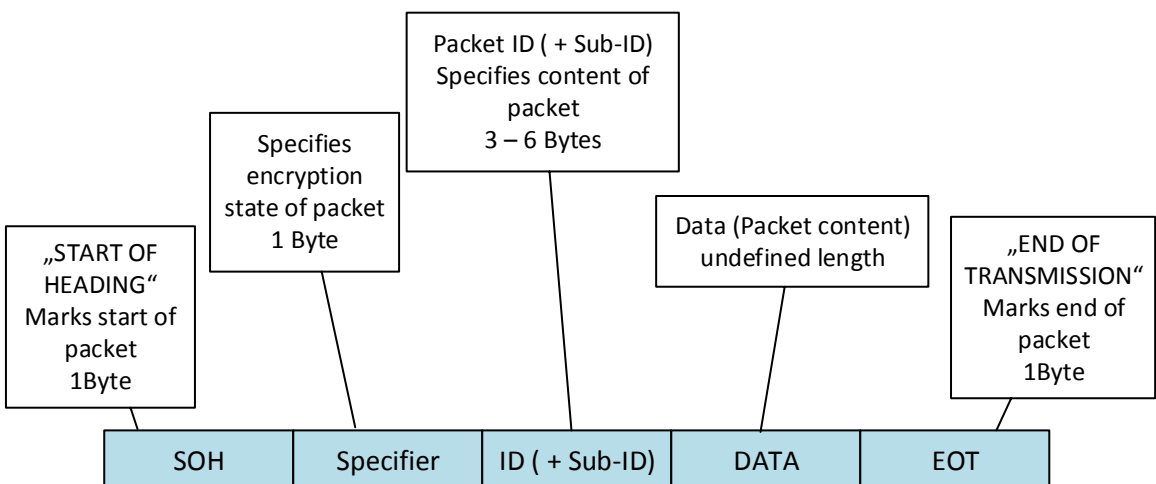 Packet ID ( + Sub-ID)
Specifies content of
packet
3 – 6 Bytes
Specifies
encryption
state of packet
1 Byte
Data (Packet content)
undefined length
„START OF
HEADING“
Marks start of
packet
1Byte
„END OF
TRANSMISSION“
Marks end of
packet
1Byte
SOH
Specifier
ID ( + Sub-ID)
DATA
EOT